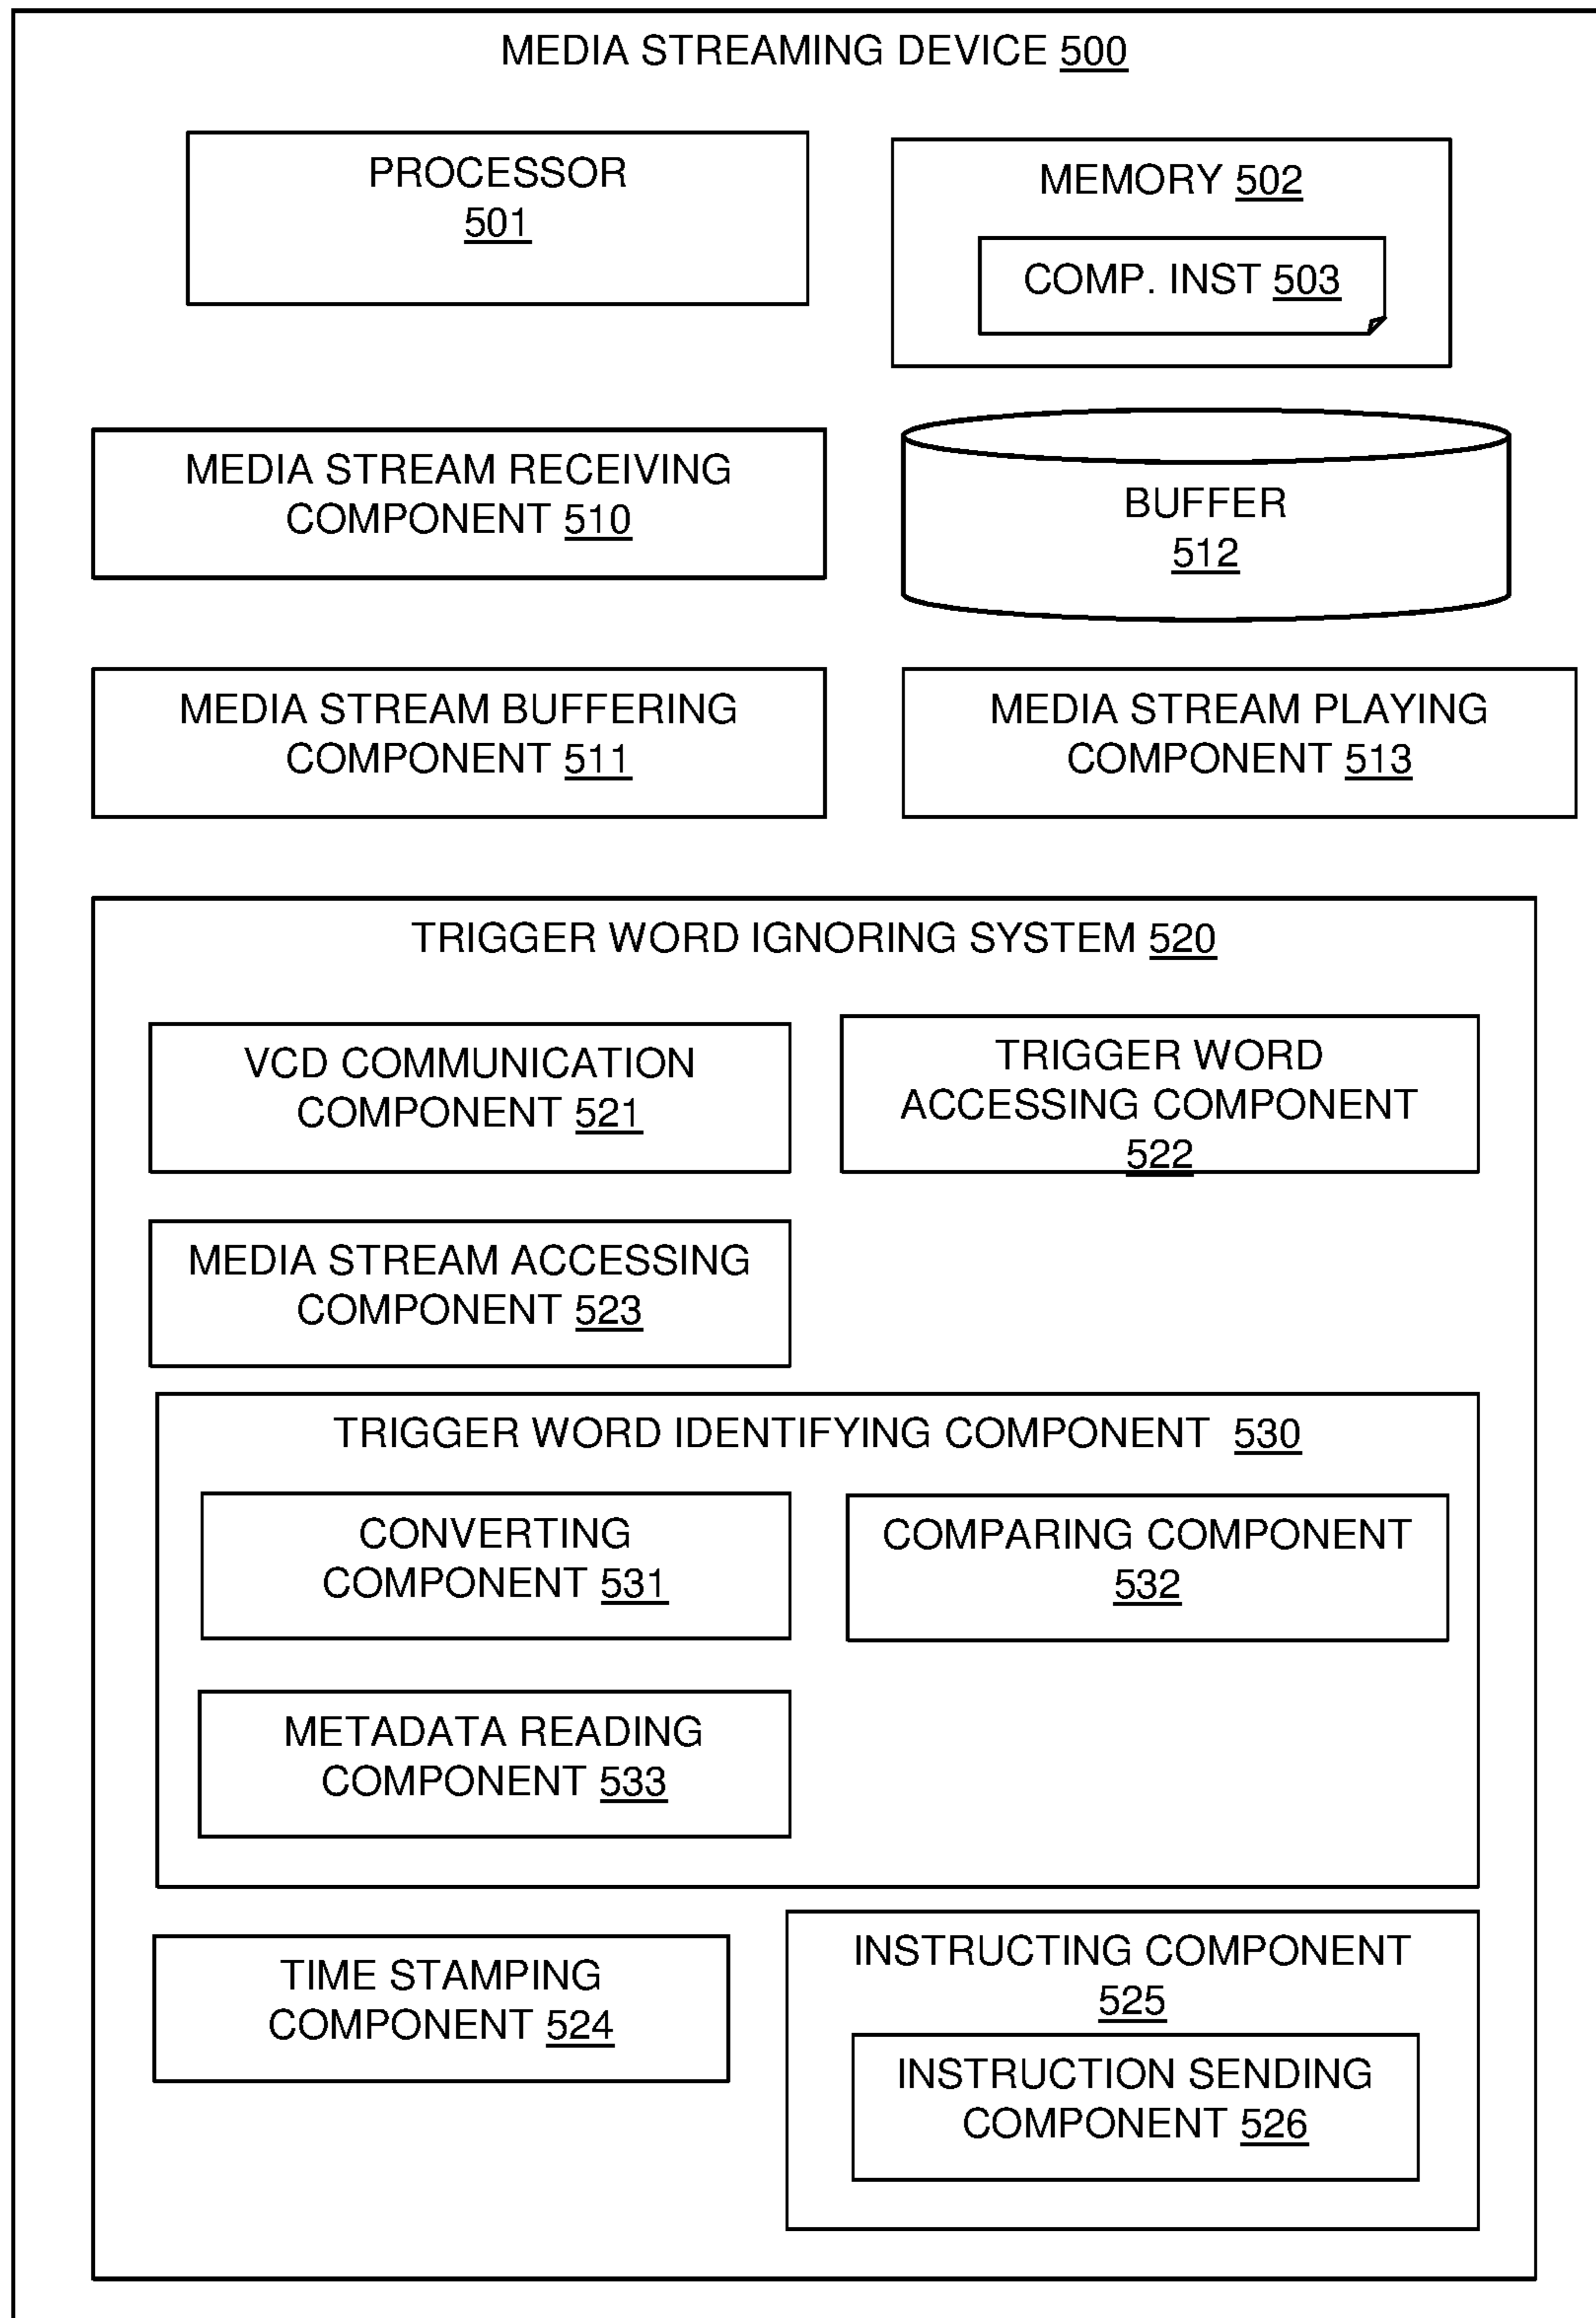 MEDIA STREAMING DEVICE 500
PROCESSOR
501
MEMORY 502
COMP. INST 503
MEDIA STREAM RECEIVING
COMPONENT 510
BUFFER
512
MEDIA STREAM BUFFERING
COMPONENT 511
MEDIA STREAM PLAYING
COMPONENT 513
TRIGGER WORD IGNORING SYSTEM 520
VCD COMMUNICATION
COMPONENT 521
TRIGGER WORD
ACCESSING COMPONENT
522
MEDIA STREAM ACCESSING
COMPONENT 523
TRIGGER WORD IDENTIFYING COMPONENT 530
CONVERTING
COMPONENT 531
COMPARING COMPONENT
532
METADATA READING
COMPONENT 533
TIME STAMPING
COMPONENT 524
INSTRUCTING COMPONENT
525
INSTRUCTION SENDING
COMPONENT 526